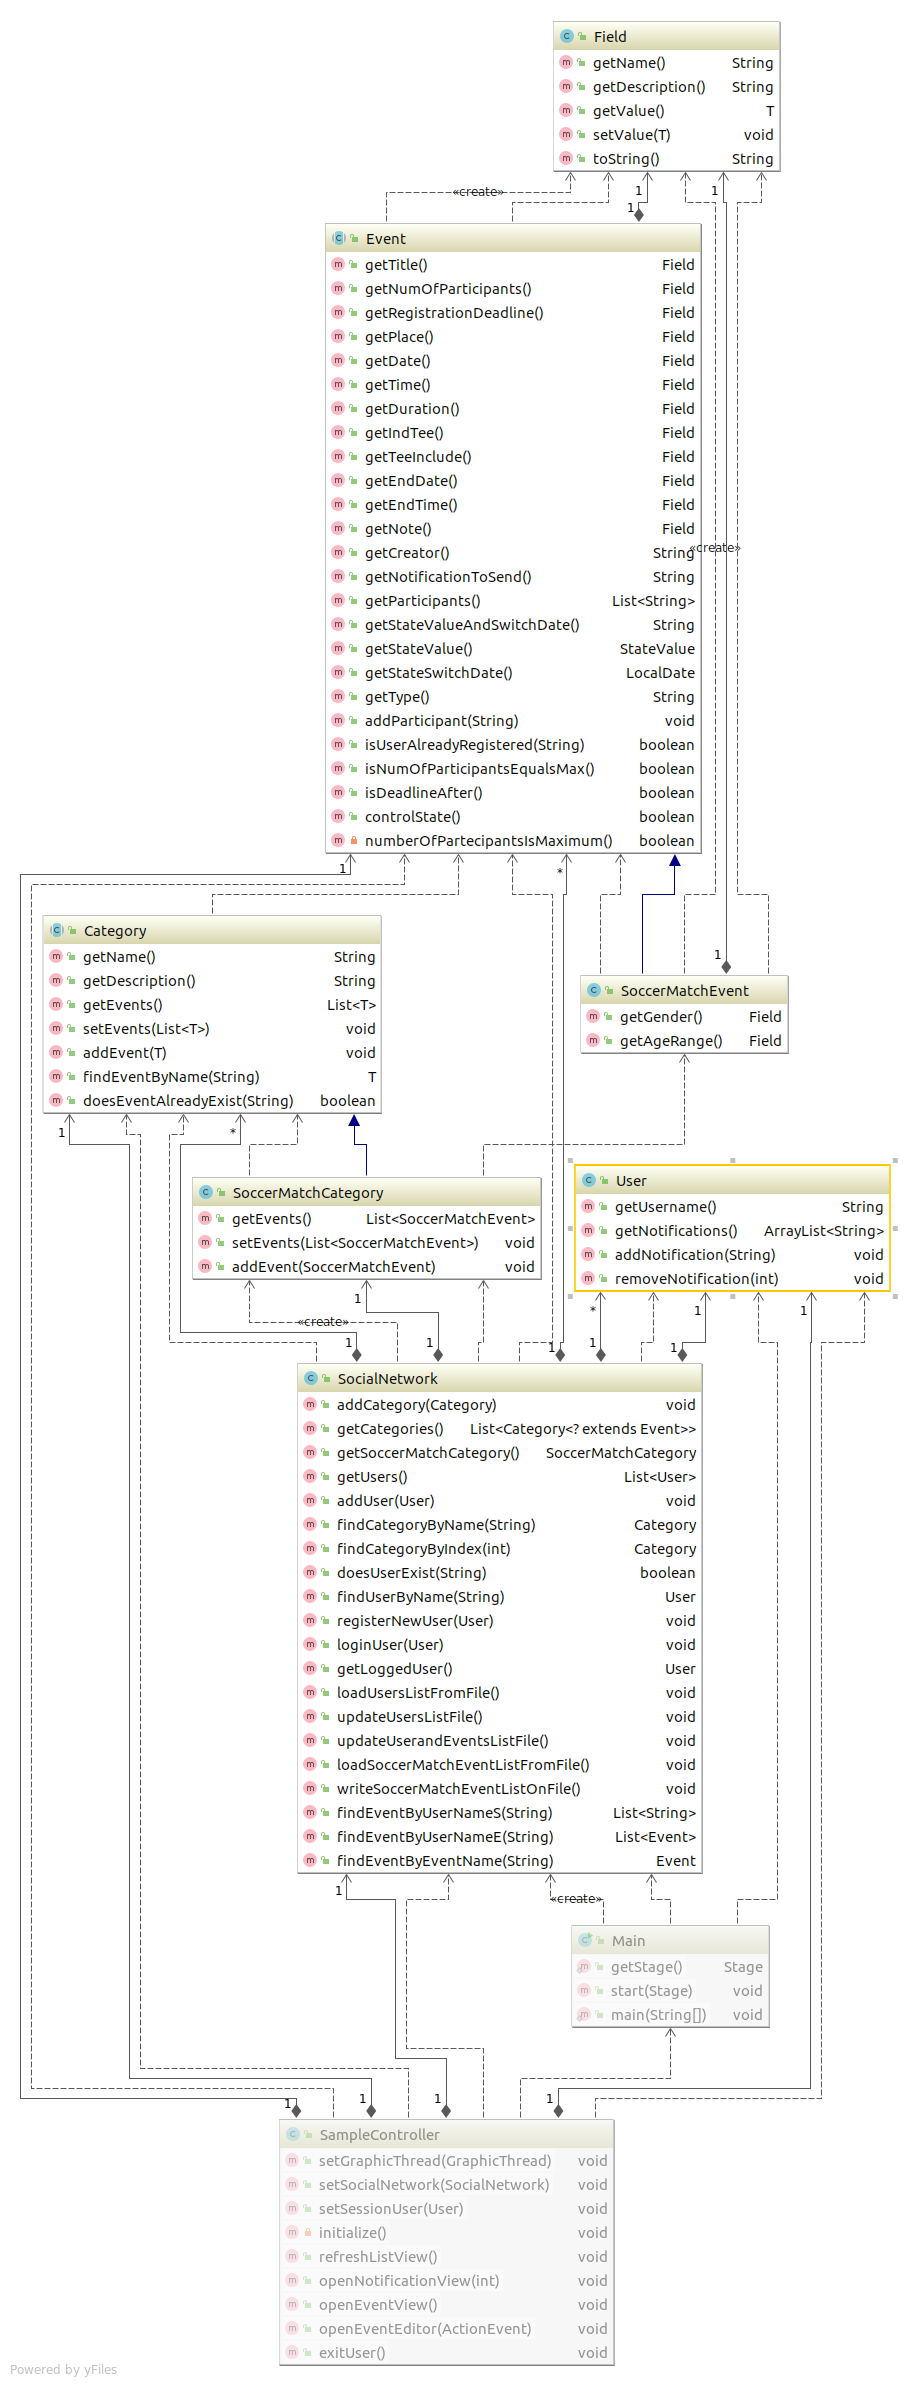 Field
getName() String
getDescription() String
getValue() T
setValue(T) void
toString() String
«create»
1
1
1
Event
getTitle() Field
getNumOfParticipants() Field
getRegistrationDeadline() Field
getPlace() Field
getDate() Field
getTime() Field
getDuration() Field
getIndTee() Field
getTeeInclude() Field
getEndDate() Field
getEndTime() Field
getNote() Field
getCreator() String
«create»
getNotificationToSend() String
getParticipants() List<String>
getStateValueAndSwitchDate() String
getStateValue() StateValue
getStateSwitchDate() LocalDate
getType() String
addParticipant(String) void
isUserAlreadyRegistered(String) boolean
isNumOfParticipantsEqualsMax() boolean
isDeadlineAfter() boolean
controlState() boolean
numberOfPartecipantsIsMaximum() boolean
1
*
Category
getName() String
getDescription() String
getEvents() List<T>
setEvents(List<T>) void
addEvent(T) void
findEventByName(String) T
doesEventAlreadyExist(String) boolean
1
SoccerMatchEvent
getGender() Field
getAgeRange() Field
1
*
SoccerMatchCategory
getEvents() List<SoccerMatchEvent>
setEvents(List<SoccerMatchEvent>) void
addEvent(SoccerMatchEvent) void
User
getUsername() String
getNotifications() ArrayList<String>
addNotification(String) void
removeNotification(int) void
1
*
1
1
«create»
1
1
1
1
1
SocialNetwork
addCategory(Category) void
getCategories() List<Category<? extends Event>>
getSoccerMatchCategory() SoccerMatchCategory
getUsers() List<User>
addUser(User) void
findCategoryByName(String) Category
findCategoryByIndex(int) Category
doesUserExist(String) boolean
findUserByName(String) User
registerNewUser(User) void
loginUser(User) void
getLoggedUser() User
loadUsersListFromFile() void
updateUsersListFile() void
updateUserandEventsListFile() void
loadSoccerMatchEventListFromFile() void
writeSoccerMatchEventListOnFile() void
findEventByUserNameS(String) List<String>
findEventByUserNameE(String) List<Event>
findEventByEventName(String) Event
1
«create»
Main
getStage() Stage
start(Stage) void
main(String[]) void
1
1
1
1
SampleController
setGraphicThread(GraphicThread) void
setSocialNetwork(SocialNetwork) void
setSessionUser(User) void
initialize() void
refreshListView() void
openNotificationView(int) void
openEventView() void
openEventEditor(ActionEvent) void
exitUser() void
Powered by yFiles